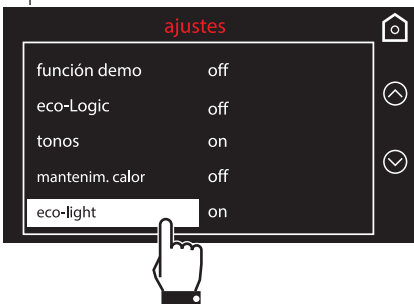 ajustes
función demo off
eco-Logic off
tonos on
mantenim. calor off
eco-light on